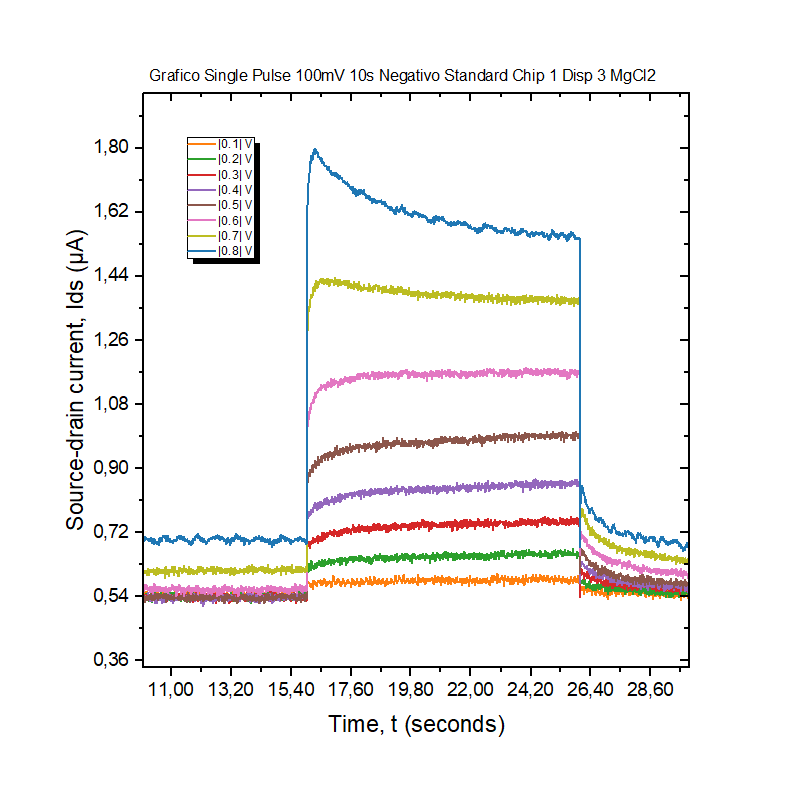 Grafico Single Pulse 100mV 10s Negativo Standard Chip 1 Disp 3 MgCl2
1,80
1,62
1,44
1,26
1,08
0,90
0,72
0,54
0,36
Source-drain current, Ids (µA)
|0.1| V
|0.2| V
|0.3| V
|0.4| V
|0.5| V
|0.6| V
|0.7| V
|0.8| V
11,00 13,20 15,40 17,60 19,80 22,00 24,20 26,40 28,60
Time, t (seconds)